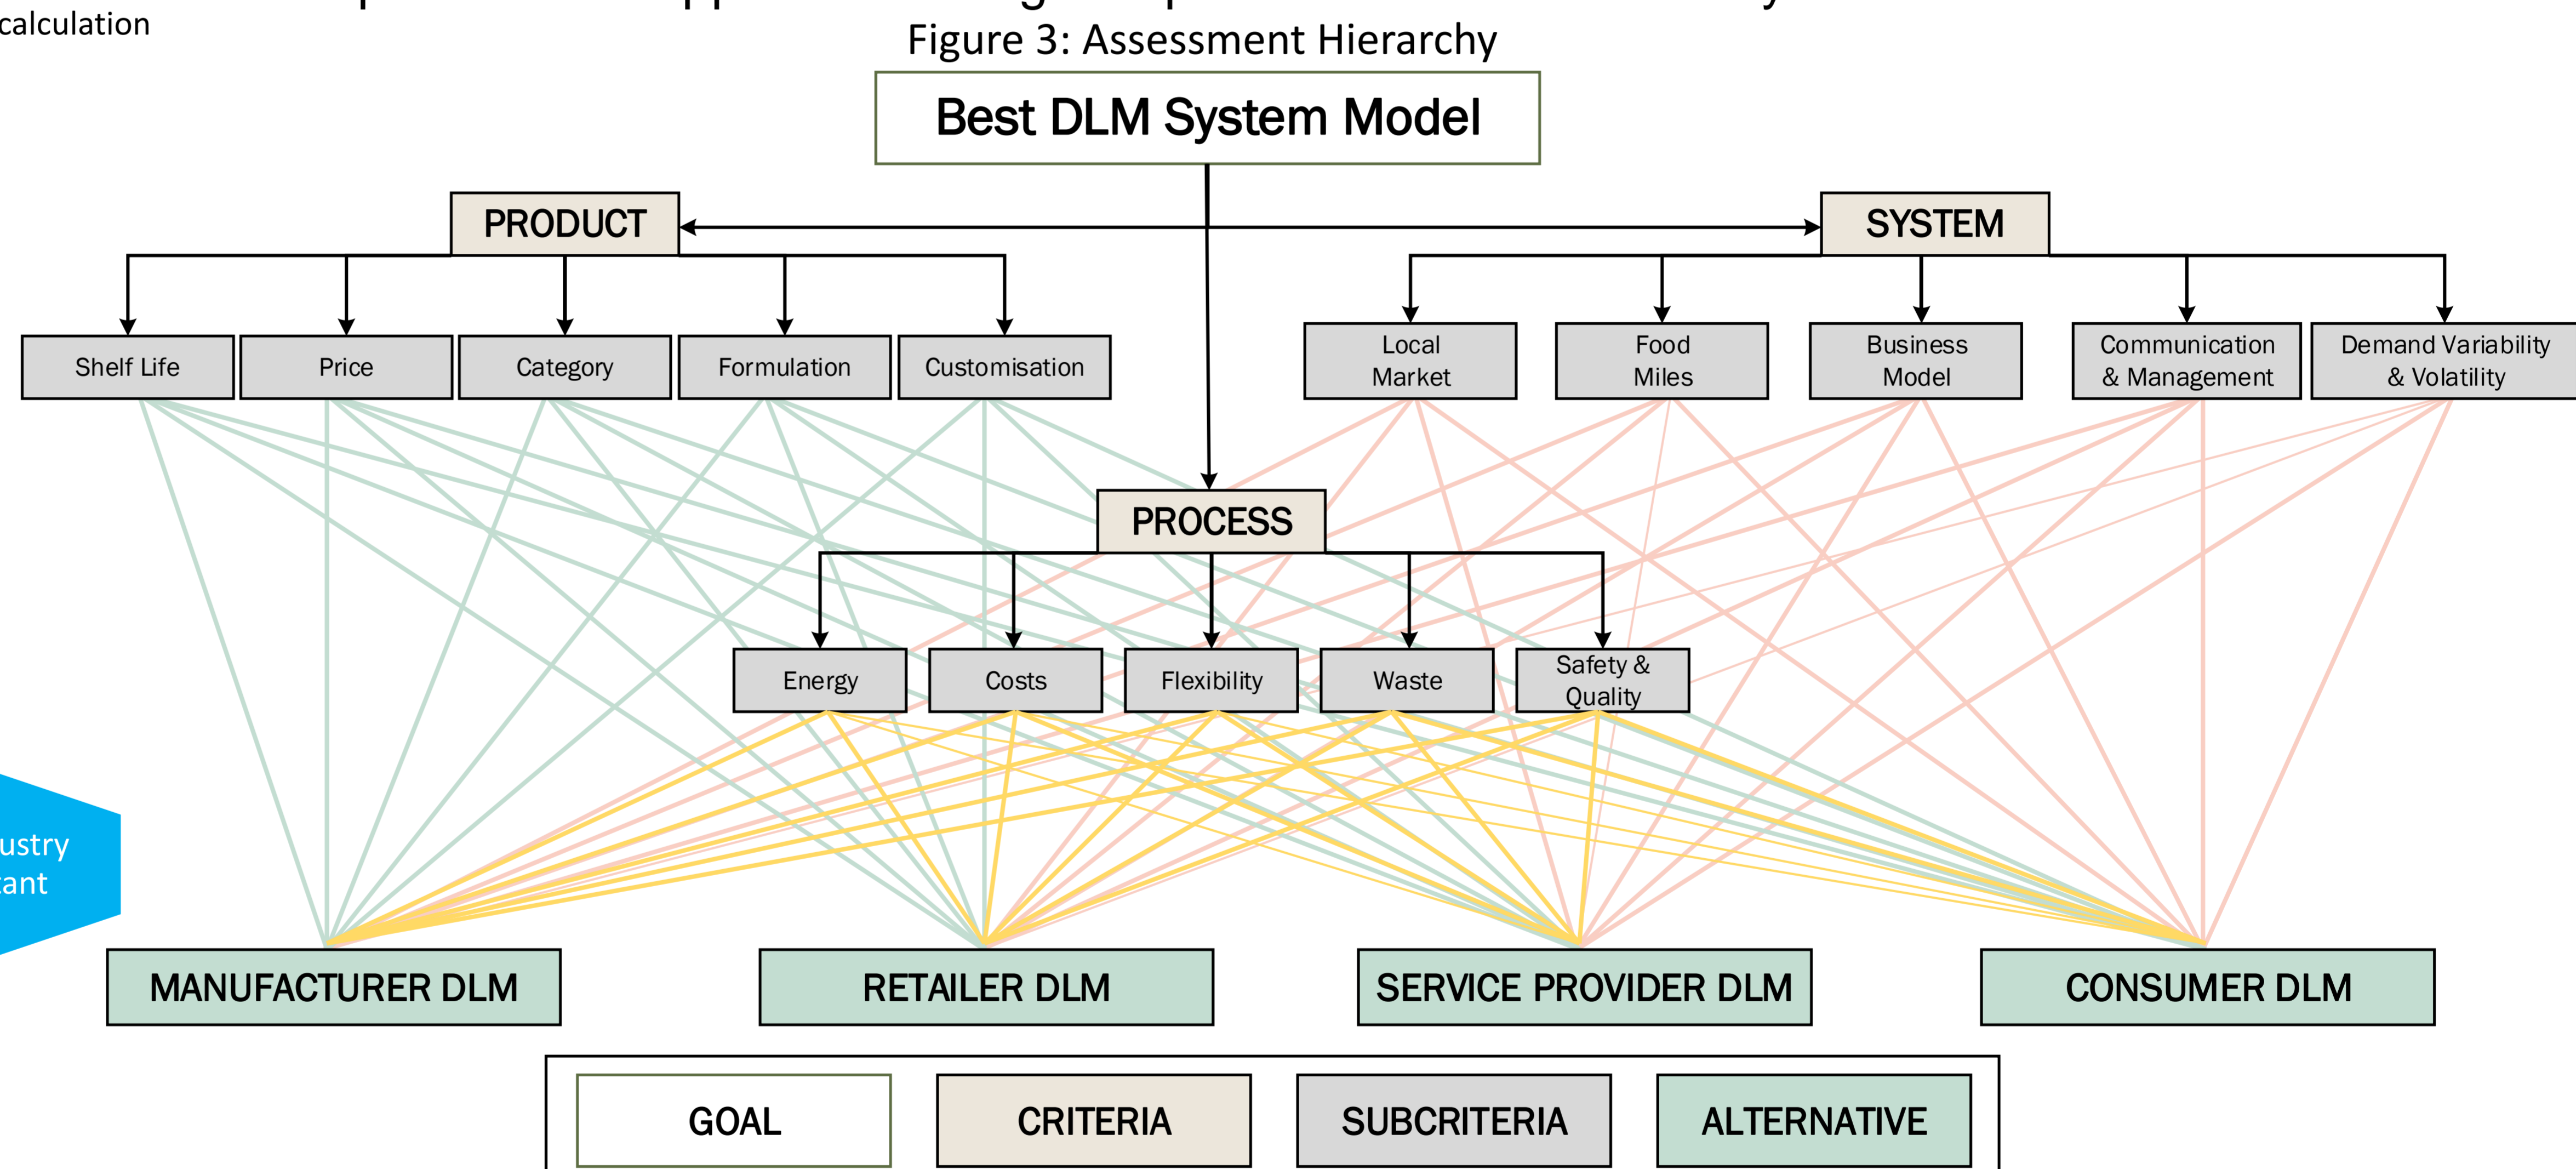 calculation
Figure 3: Assessment Hierarchy
Best DLM System Model
PRODUCT
SYSTEM
Shelf Life
Price
Category
Formulation
Customisation
Local
Market
Food
Miles
Business
Model
Communication
& Management
Demand Variability
& Volatility
PROCESS
Energy
Costs
Flexibility
Waste
Safety &
Quality
MANUFACTURER DLM
RETAILER DLM
SERVICE PROVIDER DLM
CONSUMER DLM
GOAL
CRITERIA
SUBCRITERIA
ALTERNATIVE